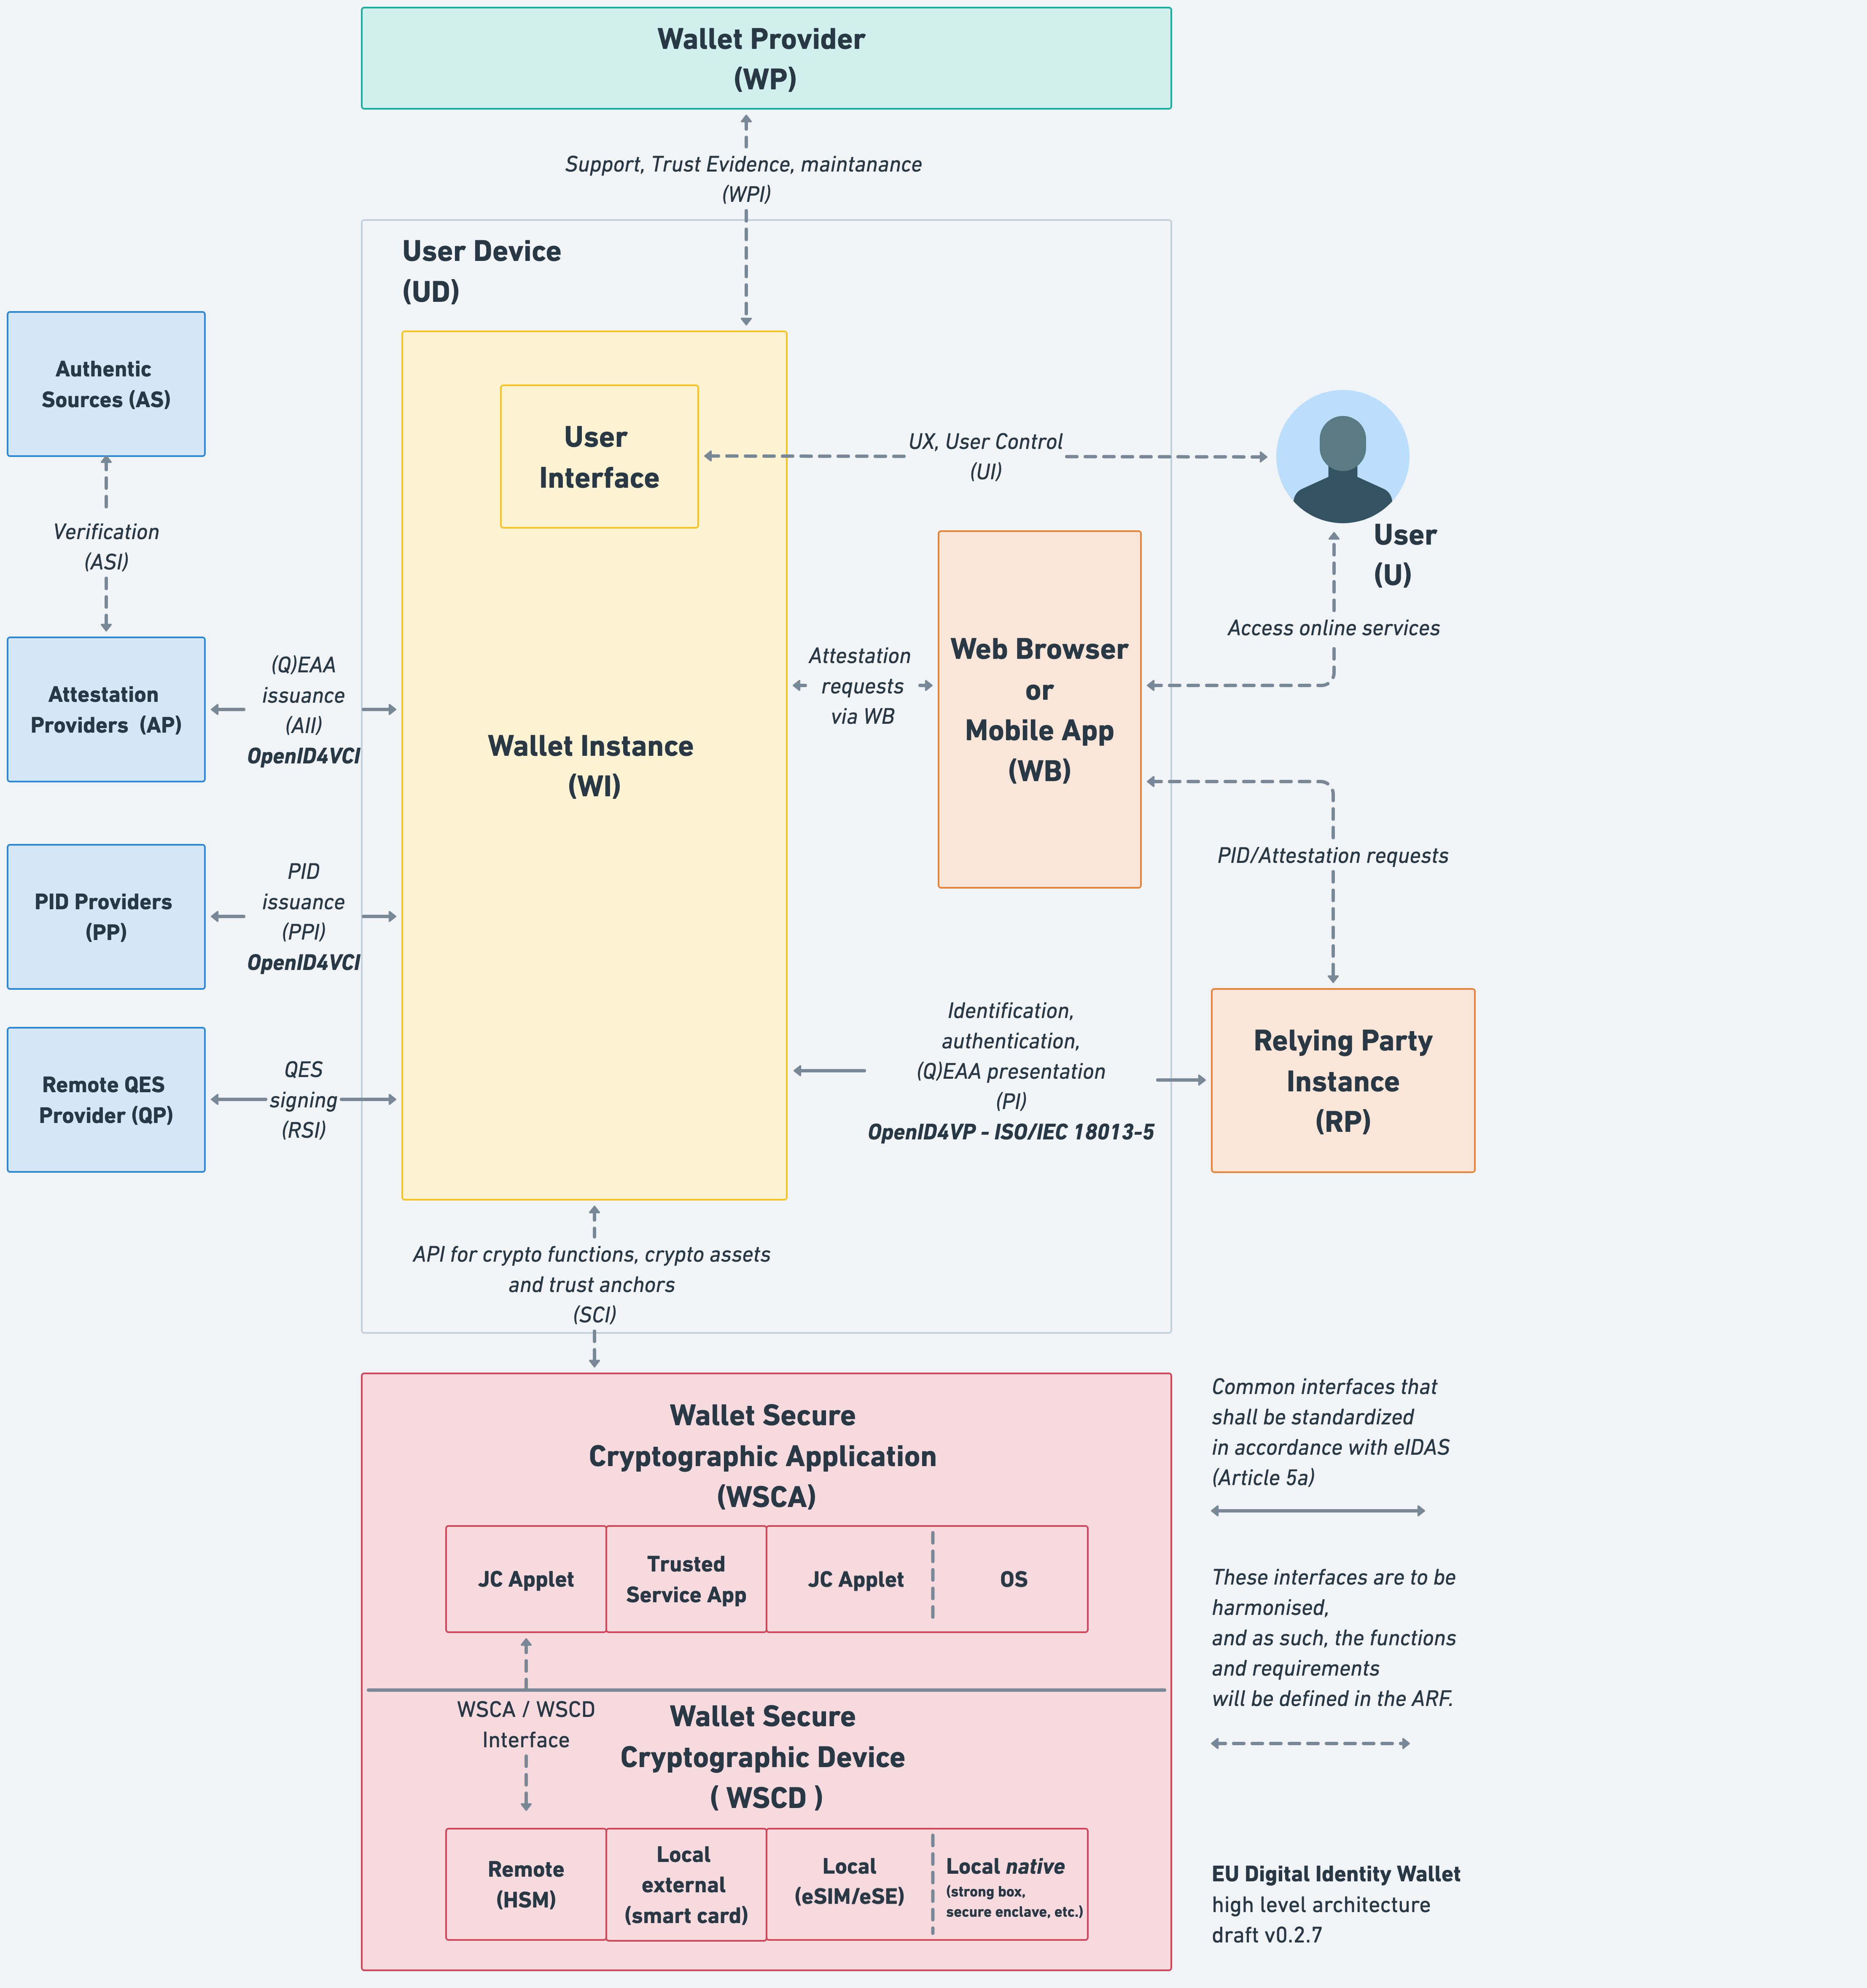 Wallet Provider
(WP)
Support, Trust Evidence, maintanance
(WPI)
User Device
(UD)
Authentic
Sources (AS)
User
Interface
UX, User Control
(UI)
User
(U)
Verification
(ASI)
Access online services
Attestation
Providers (AP)
(Q)EAA
issuance
(AII)
OpenID4VCI
Wallet Instance
(WI)
Attestation
requests
via WB
Web Browser
or
Mobile App
(WB)
PID/Attestation requests
PID Providers
(PP)
PID
issuance
(PPI)
OpenID4VCI
Remote QES
Provider (QP)
QES
signing
(RSI)
Identification,
authentication,
(Q)EAA presentation
(PI)
OpenID4VP - ISO/IEC 18013-5
Relying Party
Instance
(RP)
API for crypto functions, crypto assets
and trust anchors
(SCI)
Wallet Secure
Cryptographic Application
(WSCA)
JC Applet
Trusted
Service App
JC Applet
OS
WSCA / WSCD
Interface
Wallet Secure
Cryptographic Device
( WSCD )
Remote
(HSM)
Local
external
(smart card)
Local
(eSIM/eSE)
Local native
(strong box,
secure enclave, etc.)
Common interfaces that
shall be standardized
in accordance with eIDAS
(Article 5a)
These interfaces are to be
harmonised,
and as such, the functions
and requirements
will be defined in the ARF.
EU Digital Identity Wallet
high level architecture
draft v0.2.7